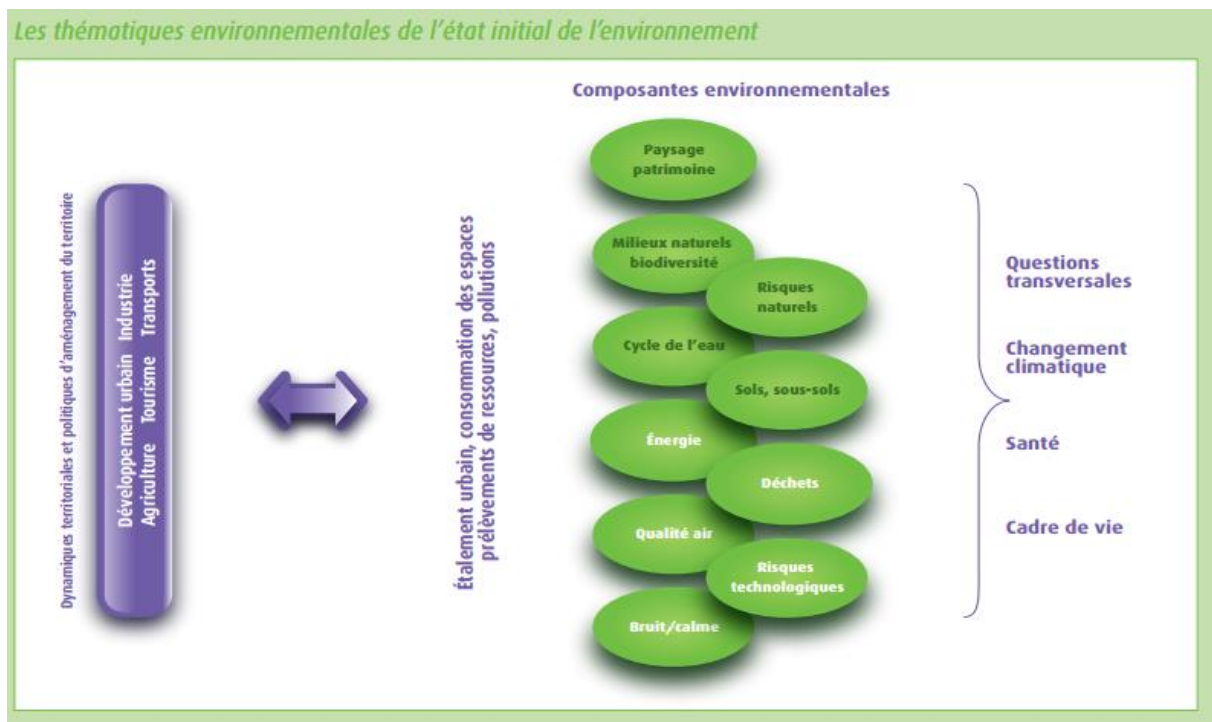 Les thématiques environnementales de l'état initial de l'environnement
Dynamiques territoriales et politiques d'aménagement du territoire
Développement urbain Industrie
Agriculture Tourisme Transports
Étalement urbain, consommation des espaces
prélèvements de ressources, pollutions
Composantes environnementales
Paysage
patrimoine
Milieux naturels
biodiversité
Risques
naturels
Cycle de l'eau
Sols, sous-sols
Énergie
Déchets
Qualité air
Risques
technologiques
Bruit/calme
Questions
transversales
Changement
climatique
Santé
Cadre de vie